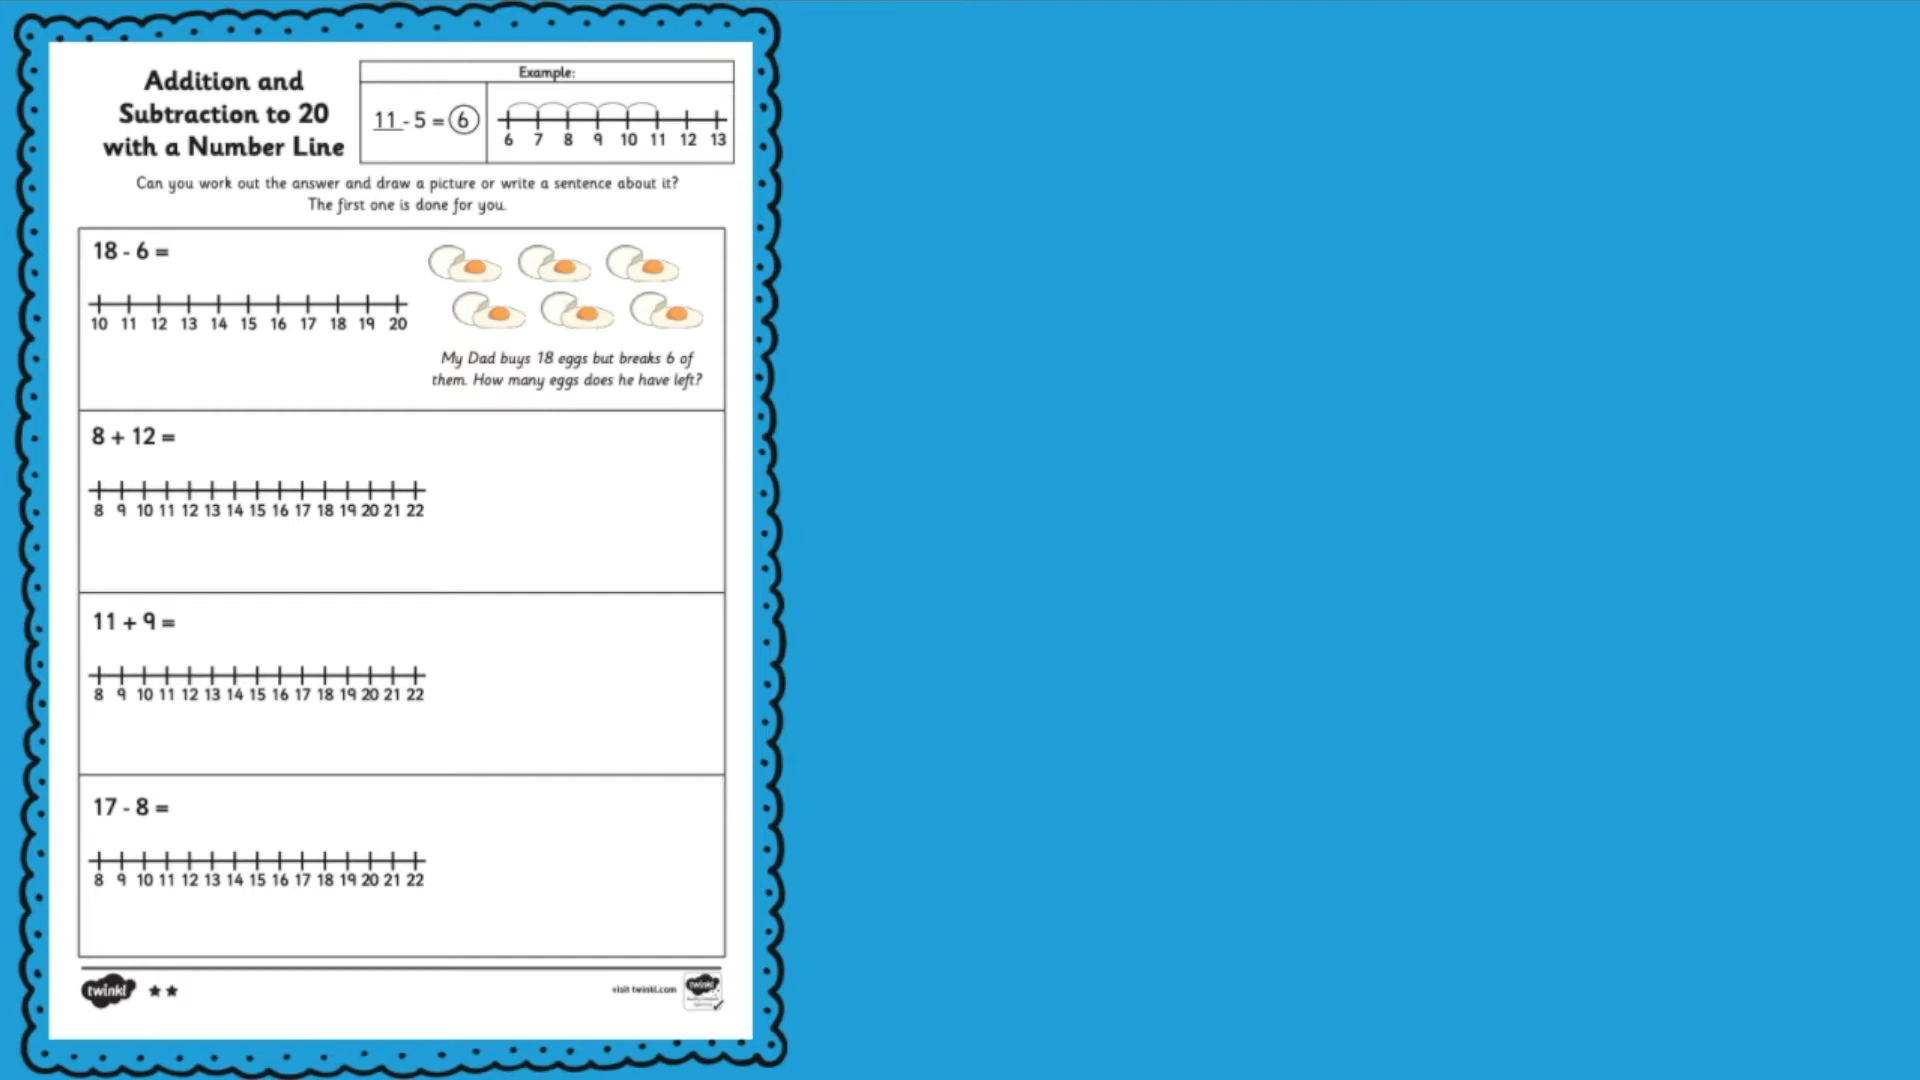 Addition and
Subtraction to 20
with a Number Line
Example:
11 - 5 = 6
6 7 8 9 10 11 12 13
Can you work out the answer and draw a picture or write a sentence about it?
The first one is done for you.
18 - 6 =
10 11 12 13 14 15 16 17 18 19 20
My Dad buys 18 eggs but breaks 6 of
them. How many eggs does he have left?
8 + 12 =
8 9 10 11 12 13 14 15 16 17 18 19 20 21 22
11 + 9 =
8 9 10 11 12 13 14 15 16 17 18 19 20 21 22
17 - 8 =
8 9 10 11 12 13 14 15 16 17 18 19 20 21 22
twinkl
visit twinkl.com
twinkl